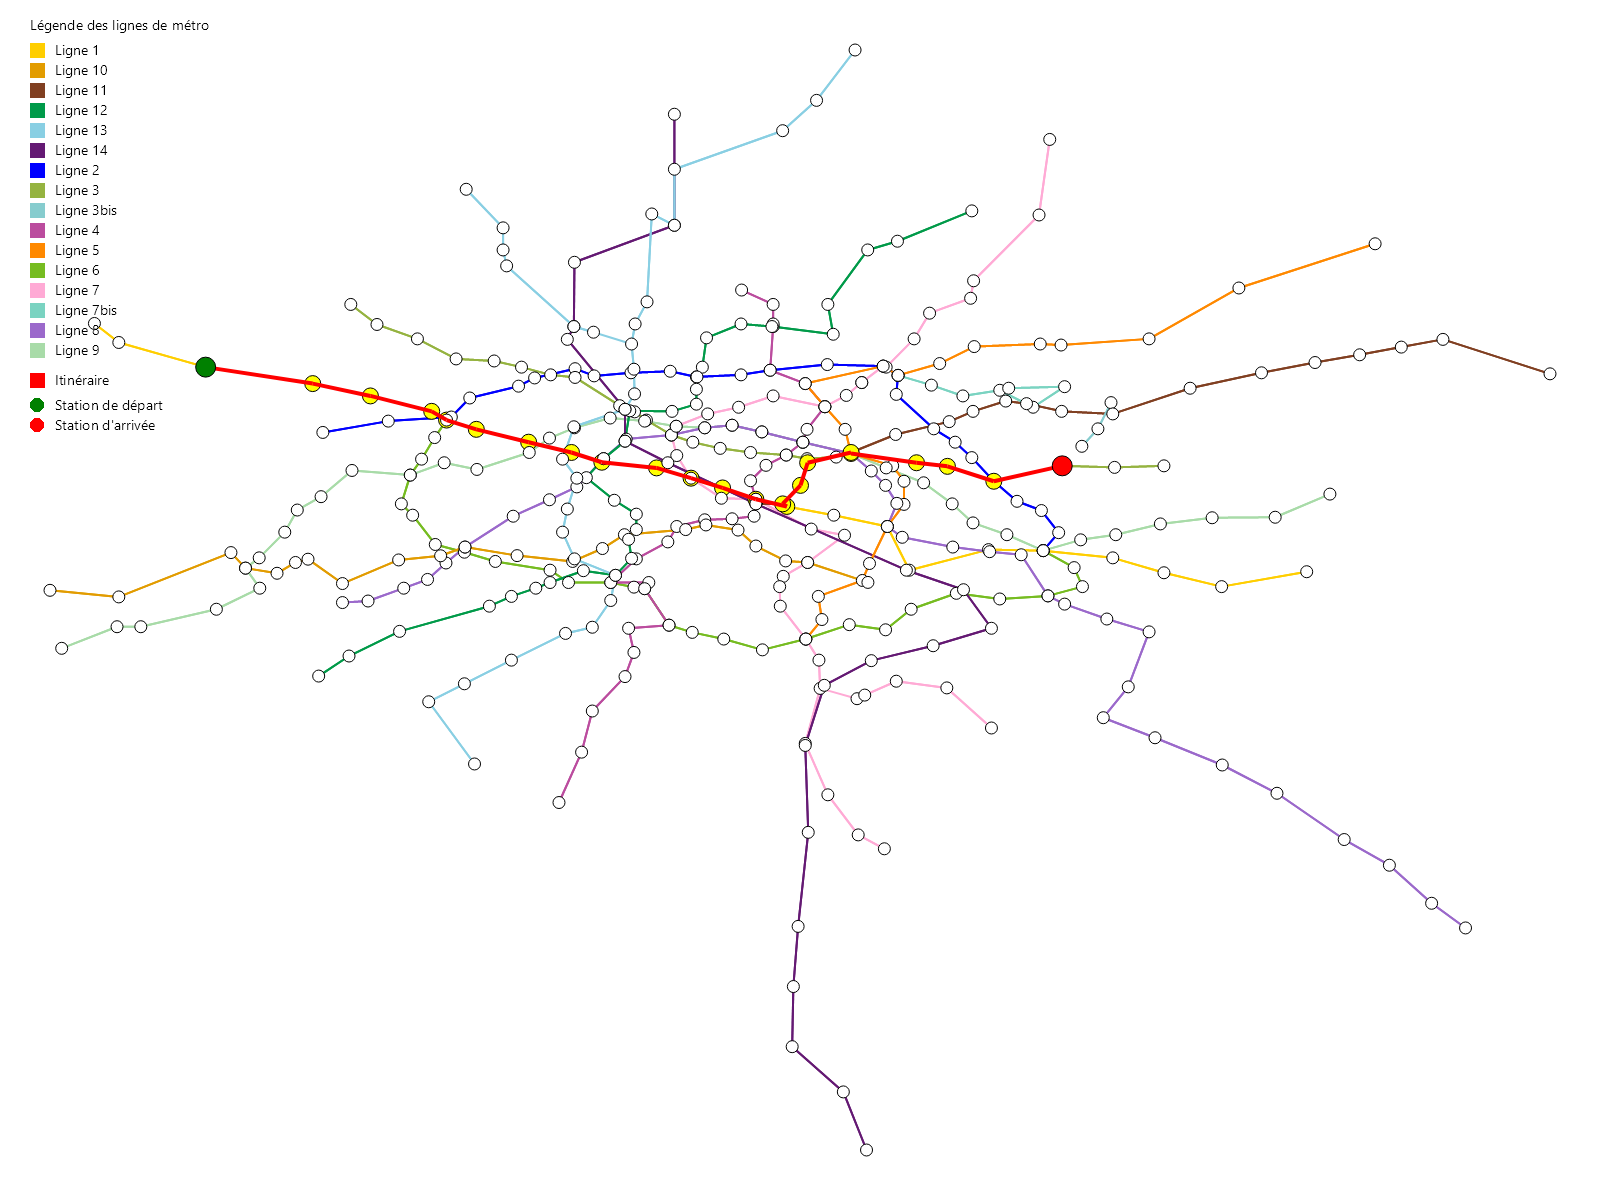 Légende des lignes de métro
Ligne 1
Ligne 10
Ligne 11
Ligne 12
Ligne 13
Ligne 14
Ligne 2
Ligne 3
Ligne 3bis
Ligne 4
Ligne 5
Ligne 6
Ligne 7
Ligne 7bis
Ligne 8
Ligne 9
Itinéraire
Station de départ
Station d'arrivée